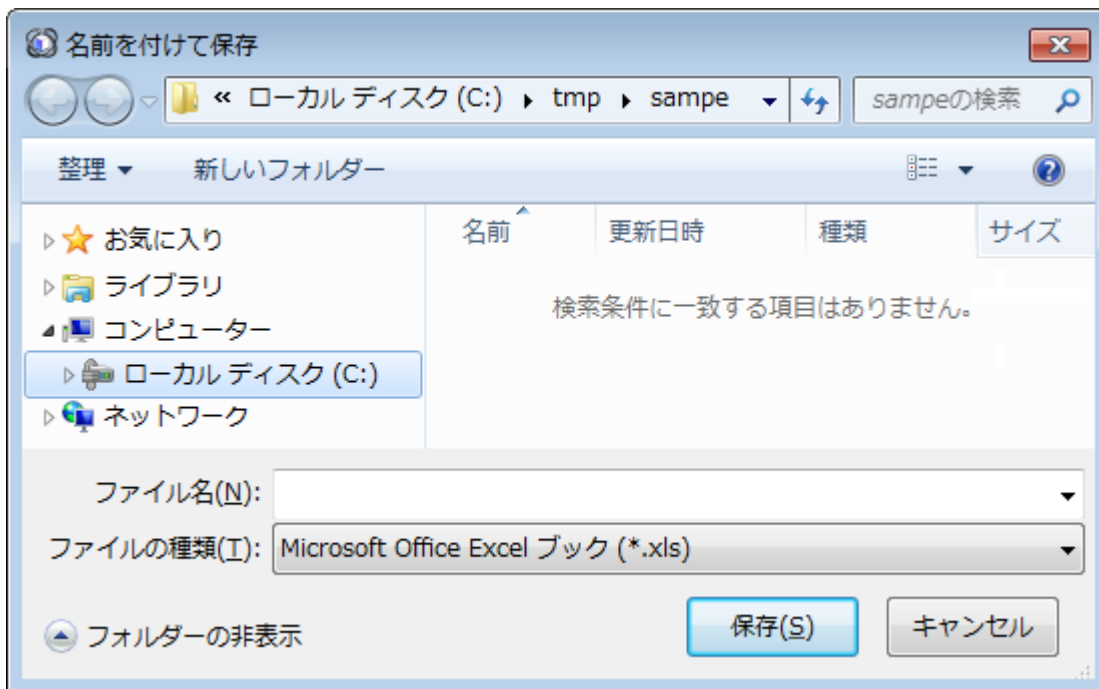 名前を付けて保存
« ローカル ディスク (C:) tmp sampe sampeの検索
整理 新しいフォルダー
名前 更新日時 種類 サイズ
お気に入り
ライブラリ
検索条件に一致する項目はありません。
コンピューター
ローカル ディスク (C:)
ネットワーク
ファイル名(N):
ファイルの種類(T): Microsoft Office Excel ブック (*.xls)
フォルダーの非表示 保存(S) キャンセル